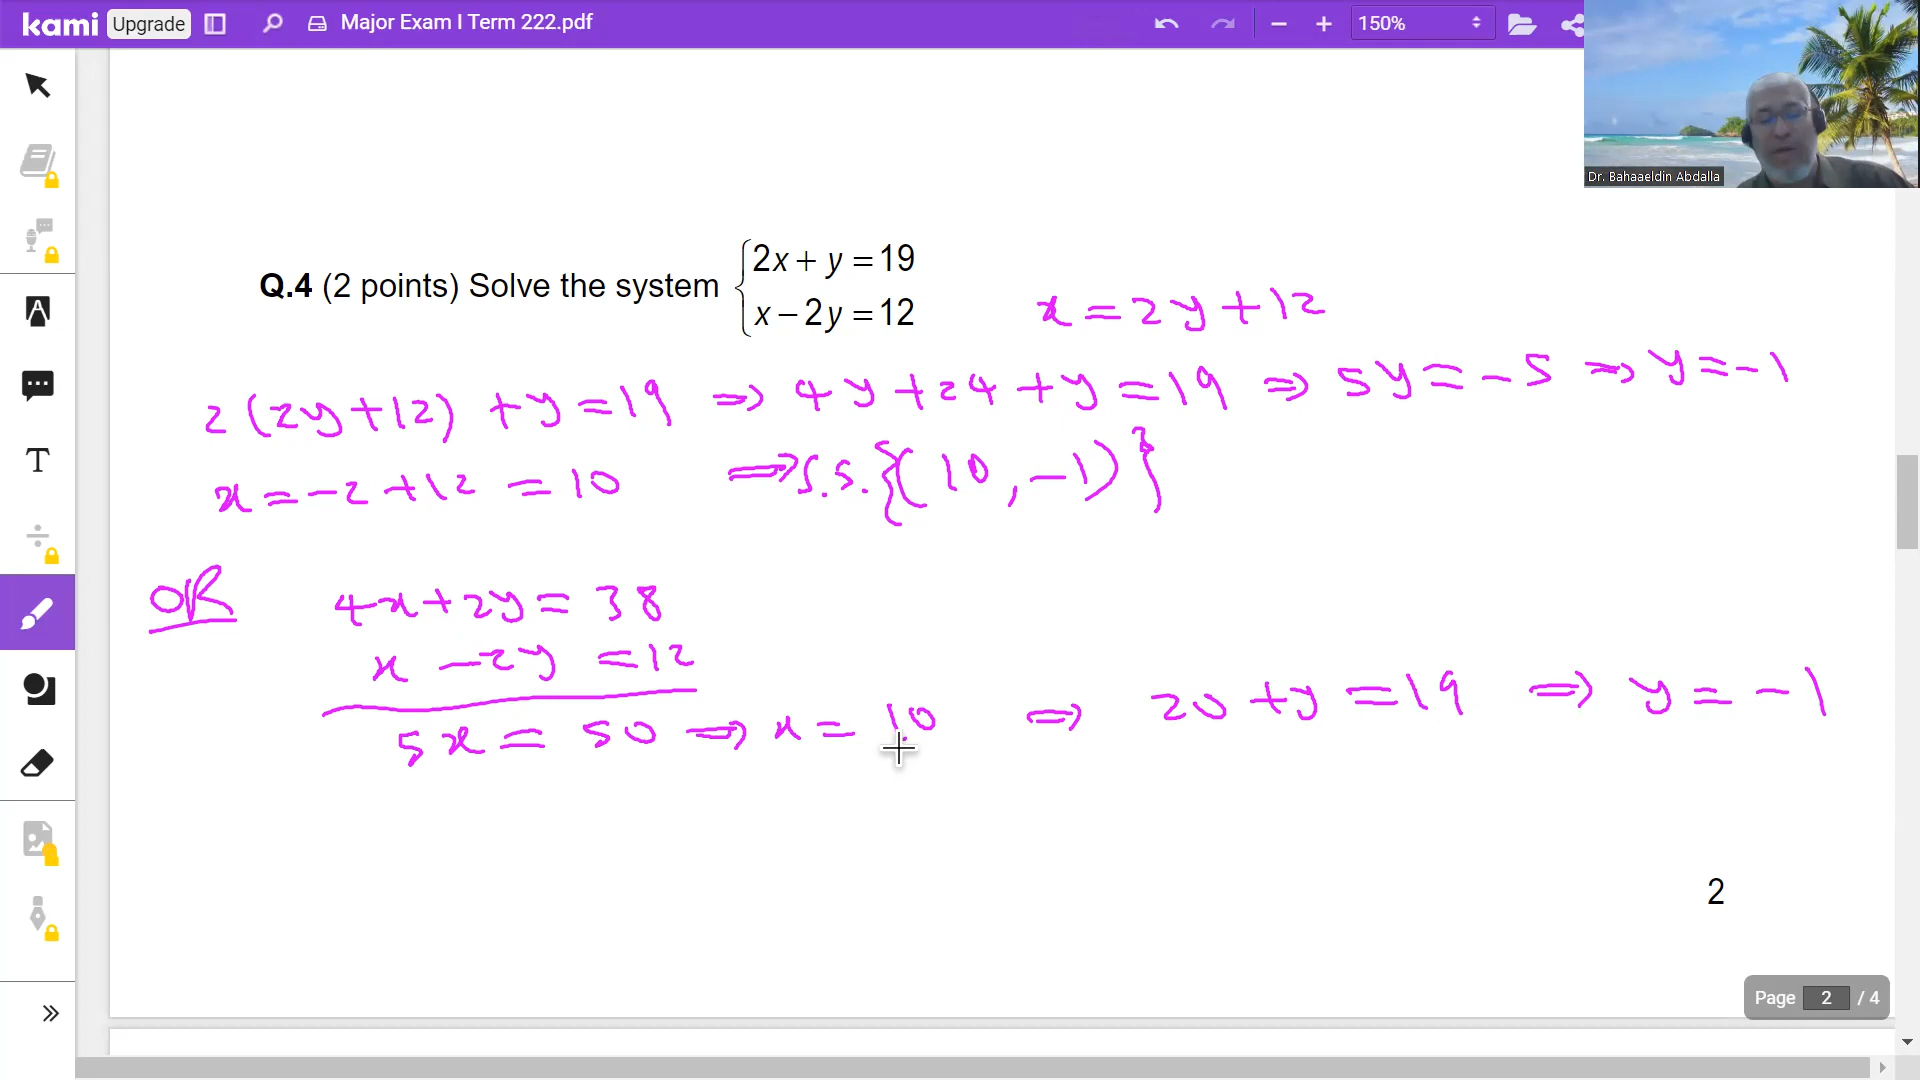 kami Upgrade Major Exam I Term 222.pdf 150%
Dr. Bahaaeldin Abdalla
Q.4 (2 points) Solve the system { 2x + y = 19
x − 2y = 12
x = 2y + 12
2(2y+12) + y = 19 ⇒ 4y + 24 + y = 19 ⇒ 5y = -5 ⇒ y = -1
x = -2 + 12 = 10 ⇒ S.S. {(10, -1)}
OR 4x + 2y = 38
x - 2y = 12
5x = 50 ⇒ x = 10 ⇒ 20 + y = 19 ⇒ y = -1
2
Page 2 / 4